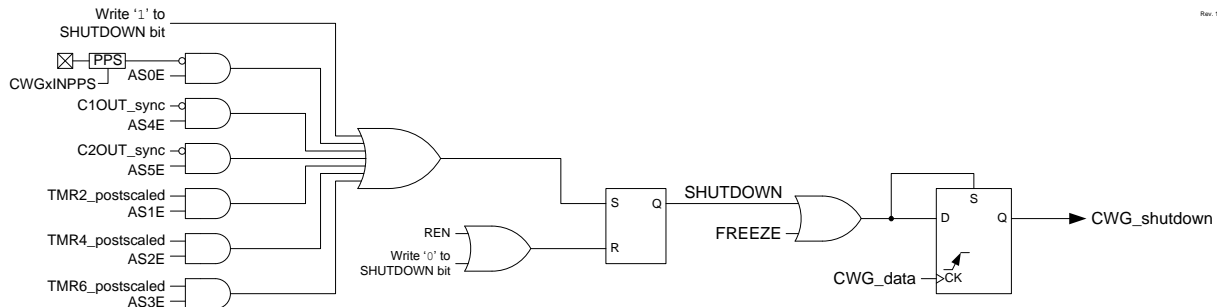 Write ‘1’ to
SHUTDOWN bit
Rev. 1
PPS
AS0E
CWGxINPPS
C1OUT_sync
AS4E
C2OUT_sync
AS5E
TMR2_postscaled
AS1E
TMR4_postscaled
AS2E
TMR6_postscaled
AS3E
REN
Write ‘0’ to
SHUTDOWN bit
S
Q
R
SHUTDOWN
FREEZE
S
D
Q
CWG_data
CK
CWG_shutdown